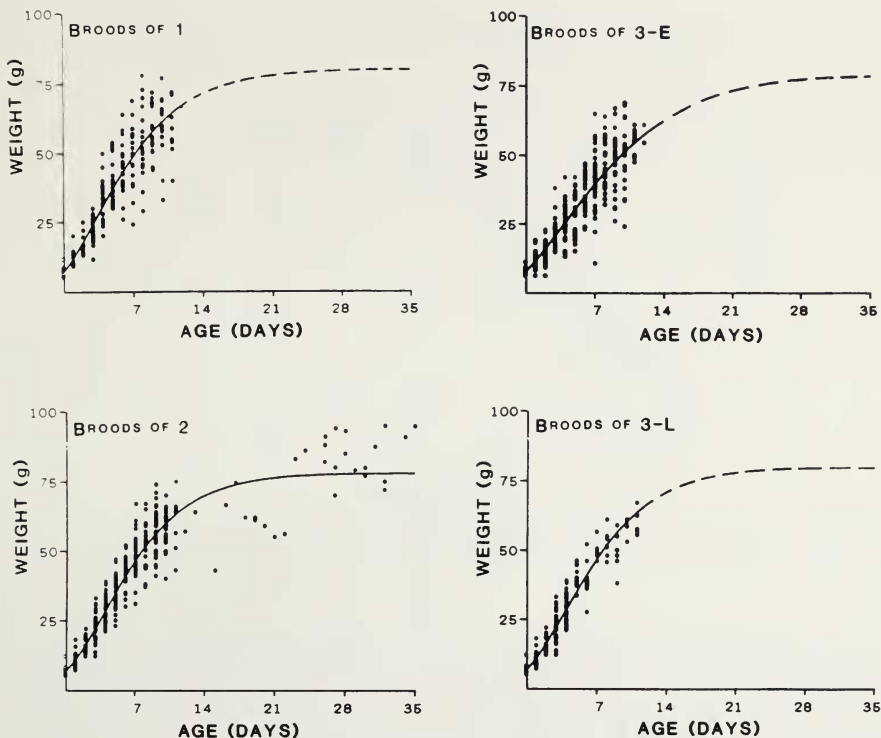 BROODS OF 1
WEIGHT (g)
100
75
50
25
7 14 21 28 35
AGE (DAYS)
BROODS OF 3-E
WEIGHT (g)
100
75
50
25
7 14 21 28 35
AGE (DAYS)
BROODS OF 2
WEIGHT (g)
100
75
50
25
7 14 21 28 35
AGE (DAYS)
BROODS OF 3-L
WEIGHT (g)
100
75
50
25
7 14 21 28 35
AGE (DAYS)